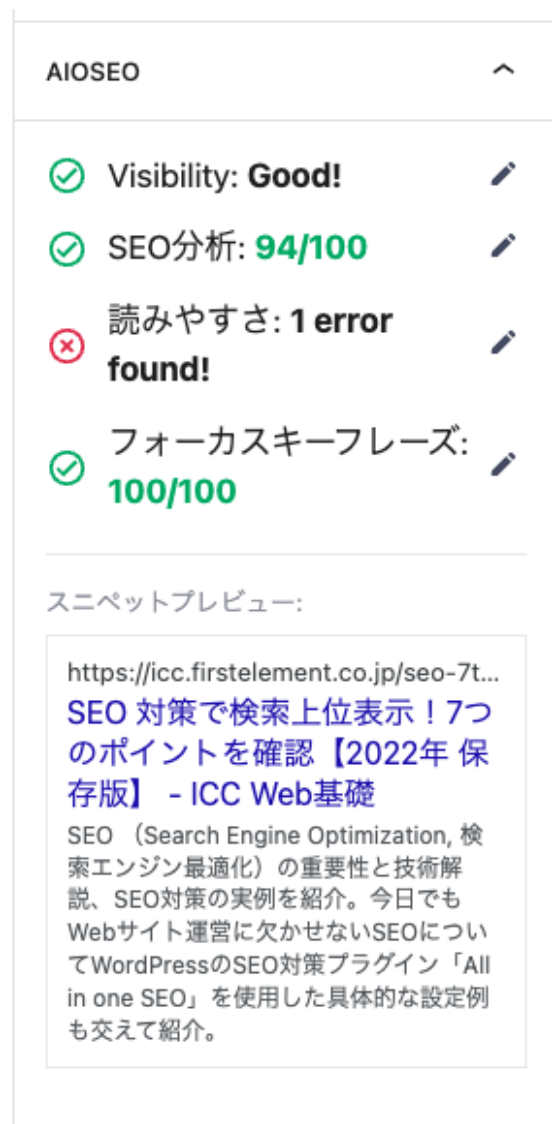 AIOSEO
Visibility: Good!
SEO分析: 94/100
読みやすさ: 1 error
found!
フォーカスキーフレーズ:
100/100
スニペットプレビュー:
https://icc.firstelement.co.jp/seo-7t...
SEO 対策で検索上位表示！7つ
のポイントを確認【2022年 保
存版】 - ICC Web基礎
SEO （Search Engine Optimization, 検
索エンジン最適化）の重要性と技術解
説、SEO対策の実例を紹介。今日でも
Webサイト運営に欠かせないSEOについ
てWordPressのSEO対策プラグイン「All
in one SEO」を使用した具体的な設定例
も交えて紹介。